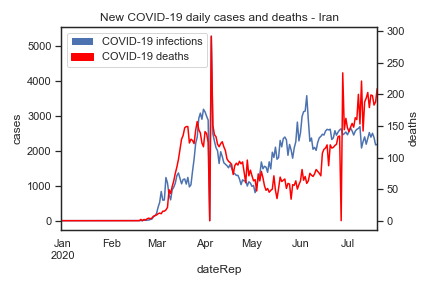 New COVID-19 daily cases and deaths - Iran
COVID-19 infections
COVID-19 deaths
cases
5000
4000
3000
2000
1000
0
deaths
300
250
200
150
100
50
0
Jan Feb Mar Apr May Jun Jul
2020
dateRep